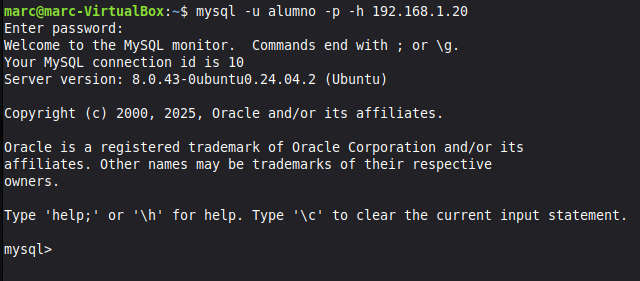 marc@marc-VirtualBox:~$ mysql -u alumno -p -h 192.168.1.20
Enter password:
Welcome to the MySQL monitor.  Commands end with ; or \g.
Your MySQL connection id is 10
Server version: 8.0.43-0ubuntu0.24.04.2 (Ubuntu)
Copyright (c) 2000, 2025, Oracle and/or its affiliates.
Oracle is a registered trademark of Oracle Corporation and/or its
affiliates. Other names may be trademarks of their respective
owners.
Type 'help;' or '\h' for help. Type '\c' to clear the current input statement.
mysql>